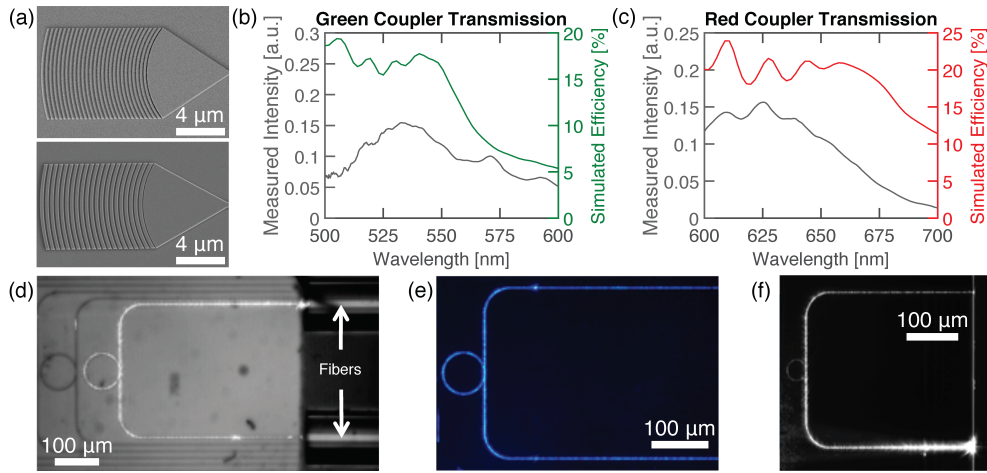 (a)
4 μm
4 μm
(b)
Green Coupler Transmission
Measured Intensity [a.u.]
0.3
0.25
0.2
0.15
0.1
0.05
0
20
15
10
5
0
Simulated Efficiency [%]
500 525 550 575 600
Wavelength [nm]
(c)
Red Coupler Transmission
Measured Intensity [a.u.]
0.25
0.2
0.15
0.1
0.05
0
25
20
15
10
5
0
Simulated Efficiency [%]
600 625 650 675 700
Wavelength [nm]
(d)
Fibers
100 μm
(e)
100 μm
(f)
100 μm